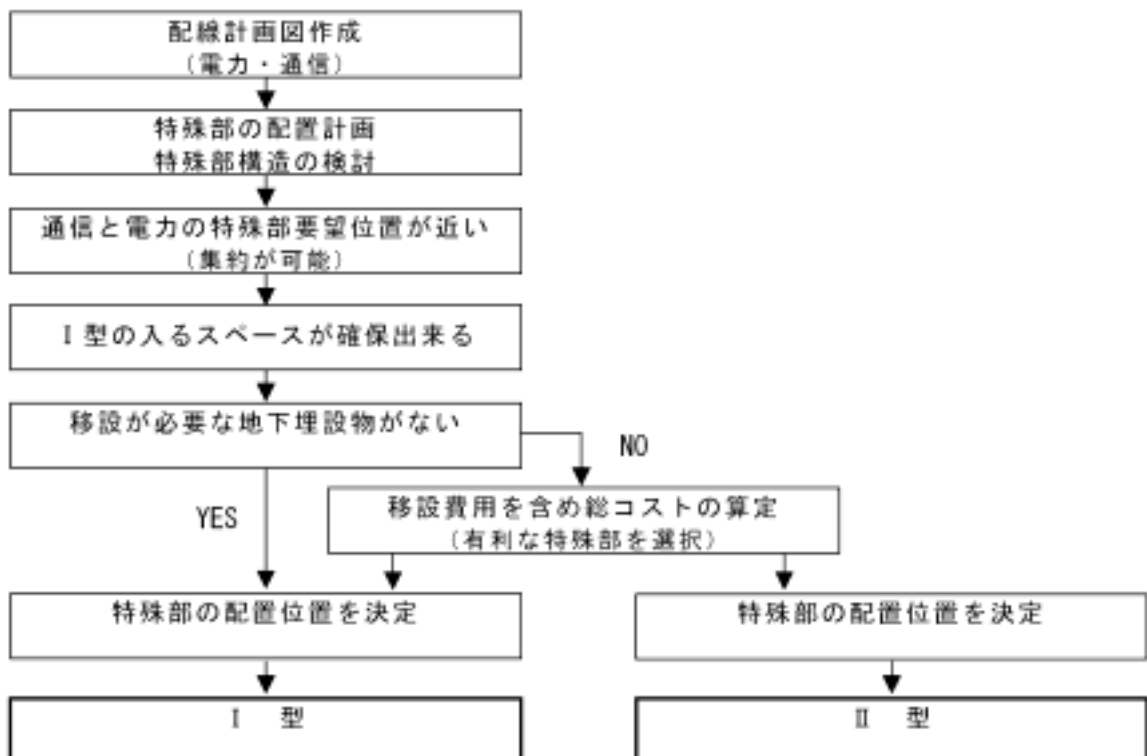 配線計画図作成
(電力・通信)
特殊部の配置計画
特殊部構造の検討
通信と電力の特殊部要望位置が近い
(集約が可能)
Ⅰ型の入るスペースが確保出来る
移設が必要な地下埋設物がない
NO
YES
移設費用を含め総コストの算定
(有利な特殊部を選択)
特殊部の配置位置を決定
特殊部の配置位置を決定
Ⅰ 型
Ⅱ 型